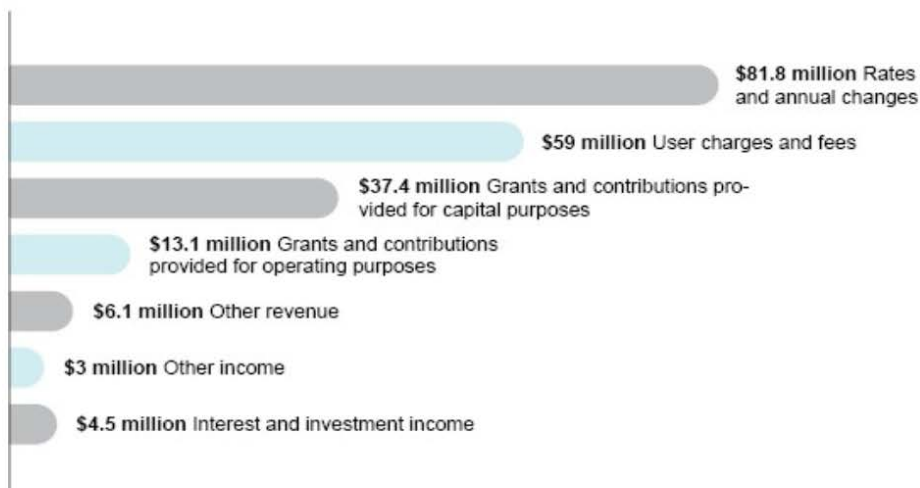 $81.8 million Rates
and annual changes
$59 million User charges and fees
$37.4 million Grants and contributions pro-
vided for capital purposes
$13.1 million Grants and contributions
provided for operating purposes
$6.1 million Other revenue
$3 million Other income
$4.5 million Interest and investment income